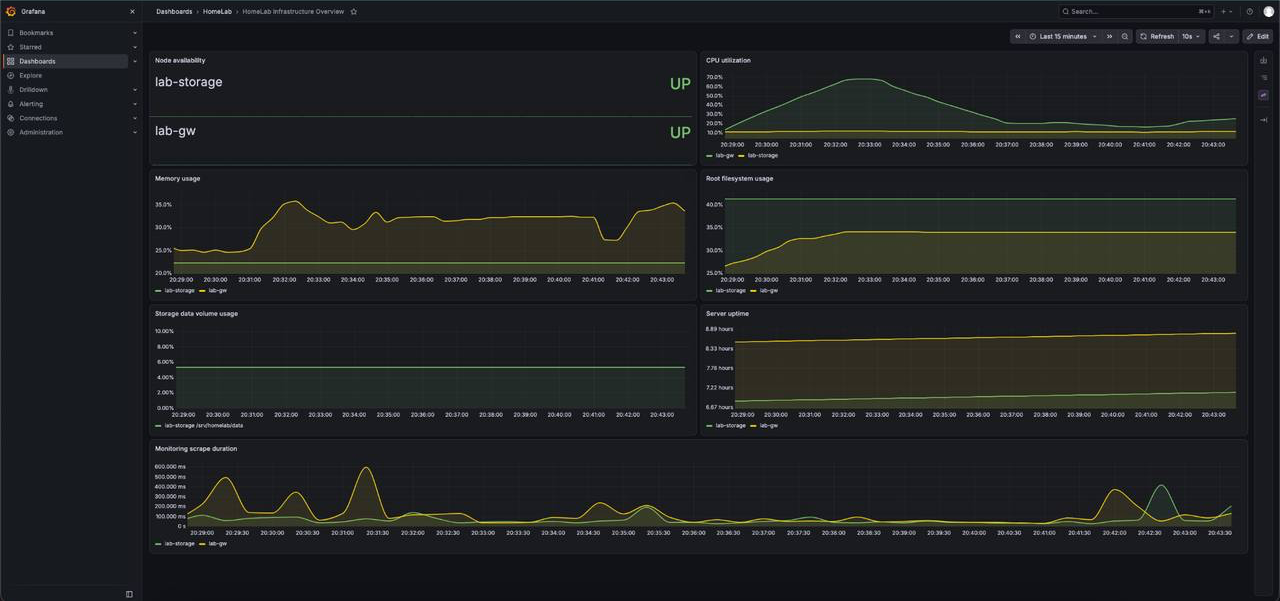 Grafana
Dashboards › HomeLab › HomeLab Infrastructure Overview
Search...
⌘+k
Bookmarks
Starred
Dashboards
Explore
Drilldown
Alerting
Connections
Administration
Last 15 minutes
Refresh
10s
Edit
Node availability
lab-storage
UP
lab-gw
UP
CPU utilization
70.0%
60.0%
50.0%
40.0%
30.0%
20.0%
10.0%
20:29:00 20:30:00 20:31:00 20:32:00 20:33:00 20:34:00 20:35:00 20:36:00 20:37:00 20:38:00 20:39:00 20:40:00 20:41:00 20:42:00 20:43:00
lab-gw lab-storage
Memory usage
35.0%
30.0%
25.0%
20.0%
20:29:00 20:30:00 20:31:00 20:32:00 20:33:00 20:34:00 20:35:00 20:36:00 20:37:00 20:38:00 20:39:00 20:40:00 20:41:00 20:42:00 20:43:00
lab-storage lab-gw
Root filesystem usage
40.0%
35.0%
30.0%
25.0%
20:29:00 20:30:00 20:31:00 20:32:00 20:33:00 20:34:00 20:35:00 20:36:00 20:37:00 20:38:00 20:39:00 20:40:00 20:41:00 20:42:00 20:43:00
lab-storage lab-gw
Storage data volume usage
10.00%
8.00%
6.00%
4.00%
2.00%
0.00%
20:29:00 20:30:00 20:31:00 20:32:00 20:33:00 20:34:00 20:35:00 20:36:00 20:37:00 20:38:00 20:39:00 20:40:00 20:41:00 20:42:00 20:43:00
lab-storage /srv/homelab/data
Server uptime
8.89 hours
8.33 hours
7.78 hours
7.22 hours
6.67 hours
20:29:00 20:30:00 20:31:00 20:32:00 20:33:00 20:34:00 20:35:00 20:36:00 20:37:00 20:38:00 20:39:00 20:40:00 20:41:00 20:42:00 20:43:00
lab-storage lab-gw
Monitoring scrape duration
600.000 ms
500.000 ms
400.000 ms
300.000 ms
200.000 ms
100.000 ms
0 s
20:29:00 20:29:30 20:30:00 20:30:30 20:31:00 20:31:30 20:32:00 20:32:30 20:33:00 20:33:30 20:34:00 20:34:30 20:35:00 20:35:30 20:36:00 20:36:30 20:37:00 20:37:30 20:38:00 20:38:30 20:39:00 20:39:30 20:40:00 20:40:30 20:41:00 20:41:30 20:42:00 20:42:30 20:43:00 20:43:30
lab-storage lab-gw